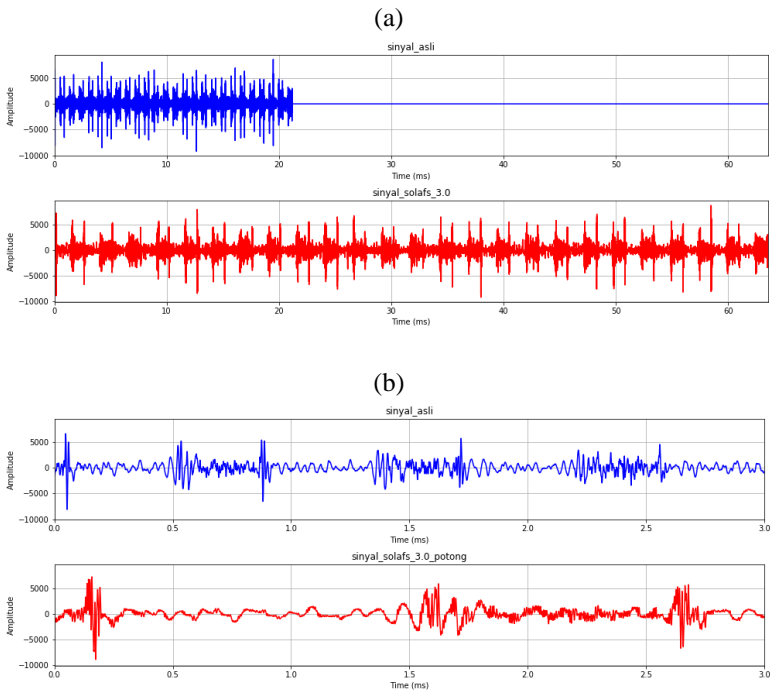 (a)
sinyal_asli
Amplitude
5000
0
−5000
−10000
0 10 20 30 40 50 60
Time (ms)
sinyal_solafs_3.0
Amplitude
5000
0
−5000
−10000
0 10 20 30 40 50 60
Time (ms)
(b)
sinyal_asli
Amplitude
5000
0
−5000
−10000
0.0 0.5 1.0 1.5 2.0 2.5 3.0
Time (ms)
sinyal_solafs_3.0_potong
Amplitude
5000
0
−5000
−10000
0.0 0.5 1.0 1.5 2.0 2.5 3.0
Time (ms)